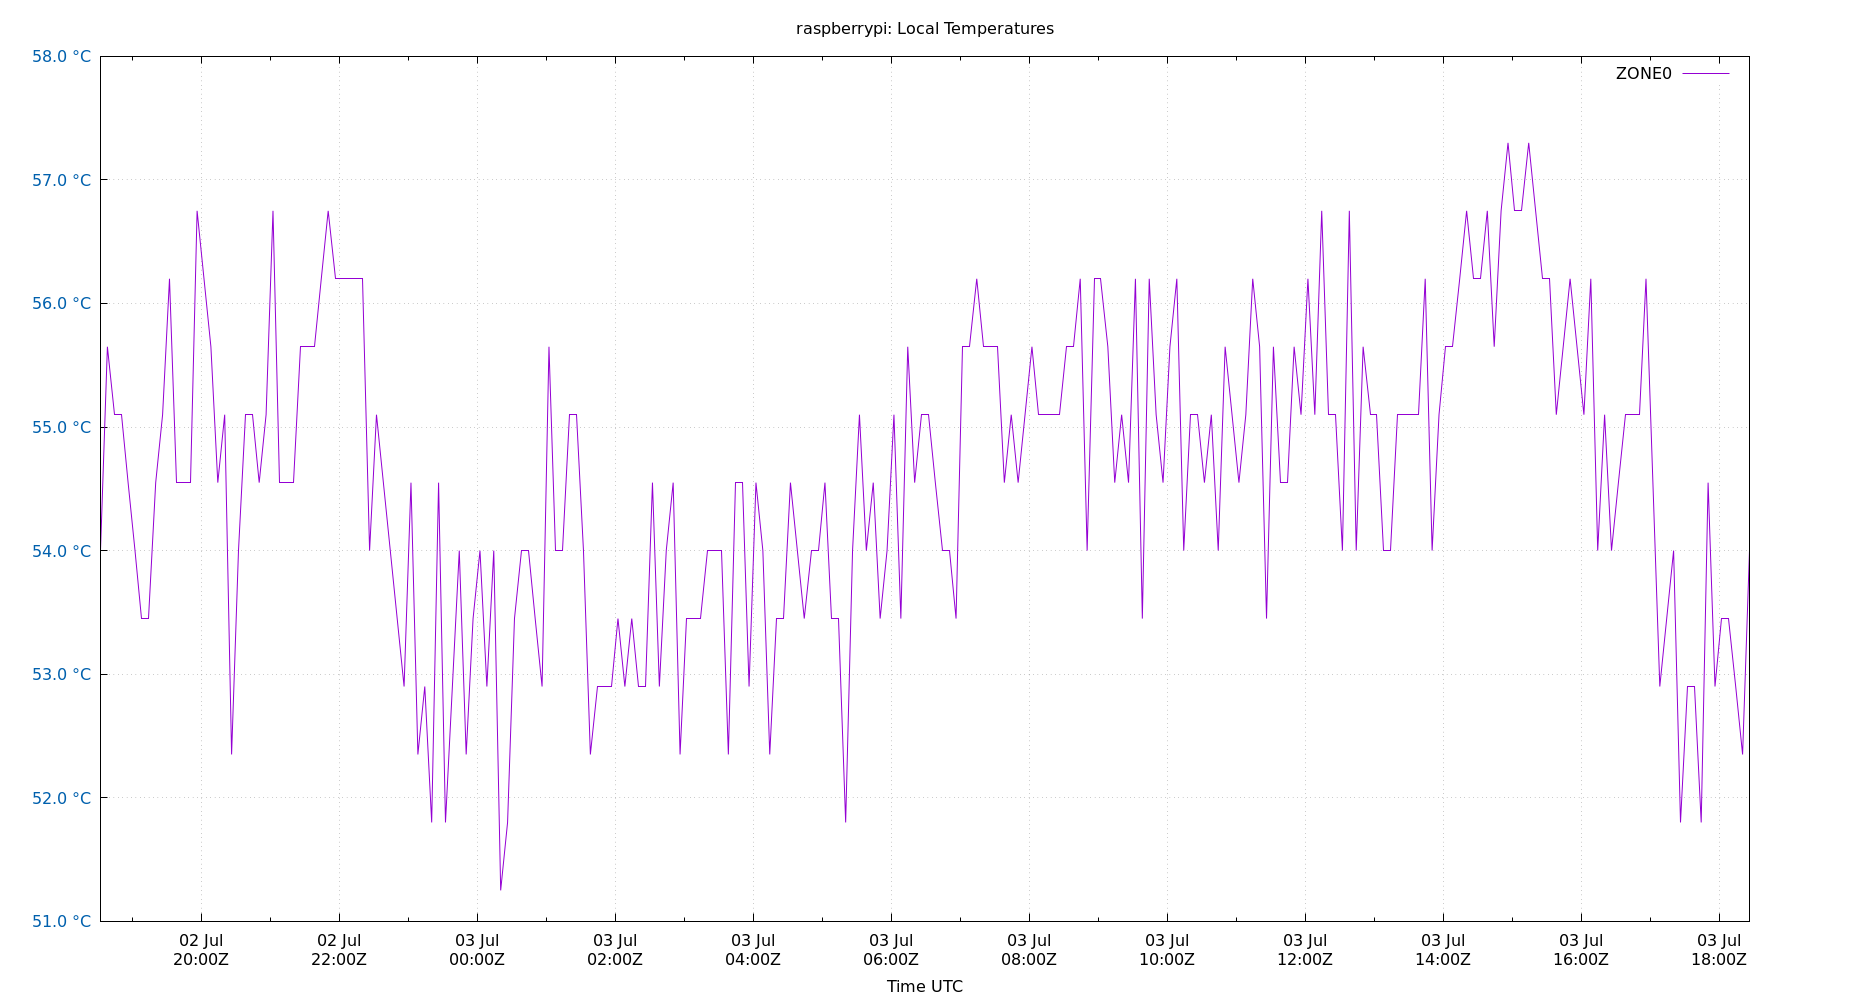 raspberrypi: Local Temperatures
58.0 °C
ZONE0
57.0 °C
56.0 °C
55.0 °C
54.0 °C
53.0 °C
52.0 °C
51.0 °C
02 Jul 02 Jul 03 Jul 03 Jul 03 Jul 03 Jul 03 Jul 03 Jul 03 Jul 03 Jul 03 Jul 03 Jul
20:00Z 22:00Z 00:00Z 02:00Z 04:00Z 06:00Z 08:00Z 10:00Z 12:00Z 14:00Z 16:00Z 18:00Z
Time UTC